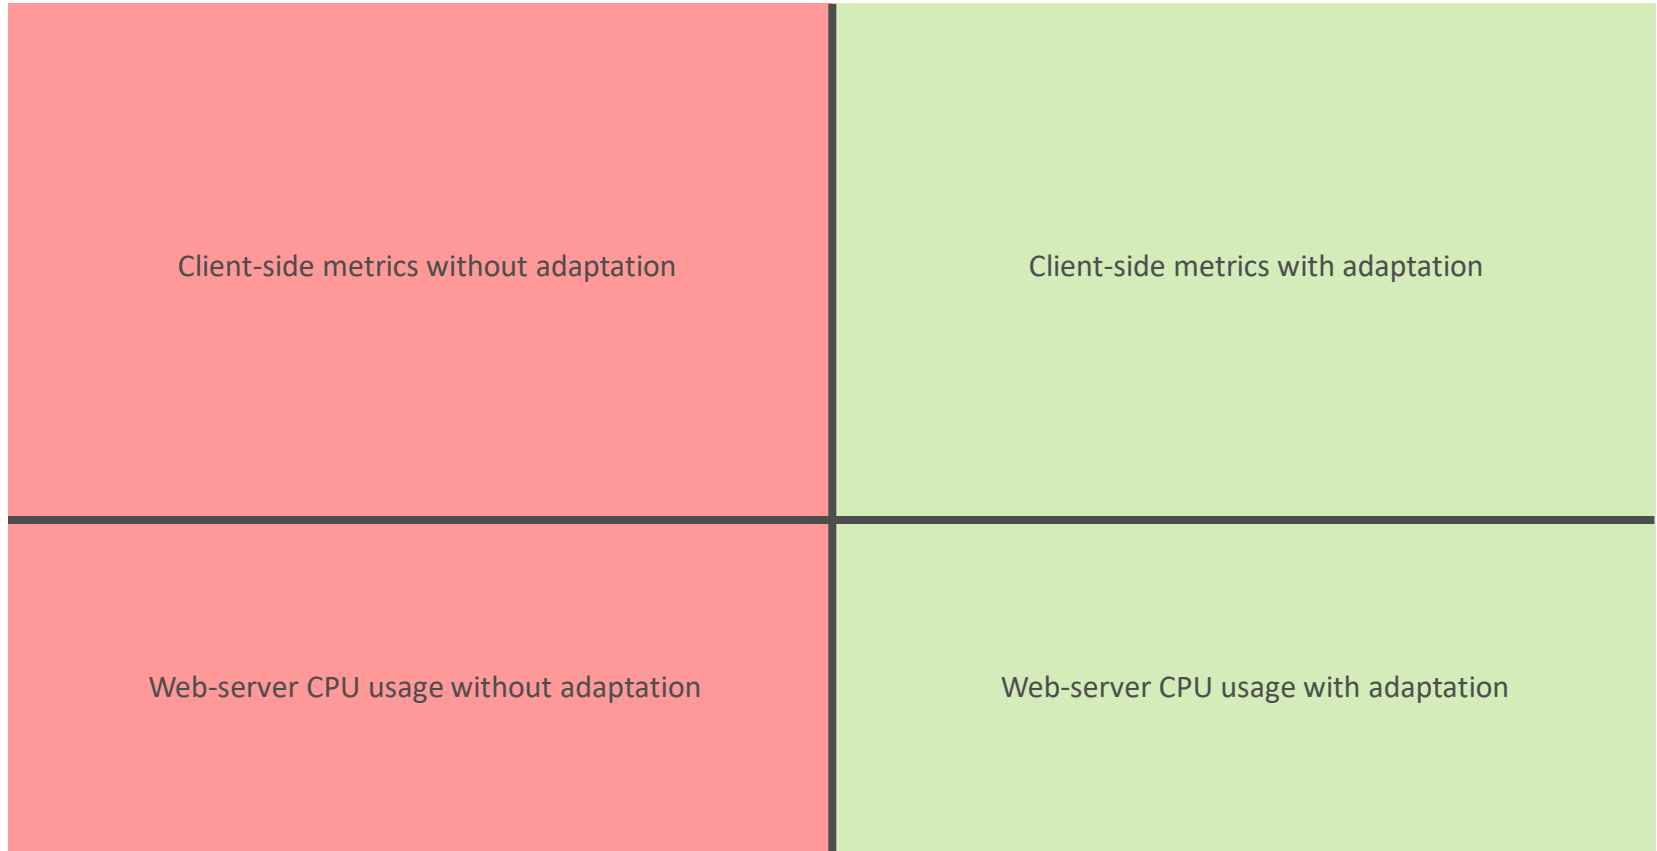 Client-side metrics without adaptation
Client-side metrics with adaptation
Web-server CPU usage without adaptation
Web-server CPU usage with adaptation